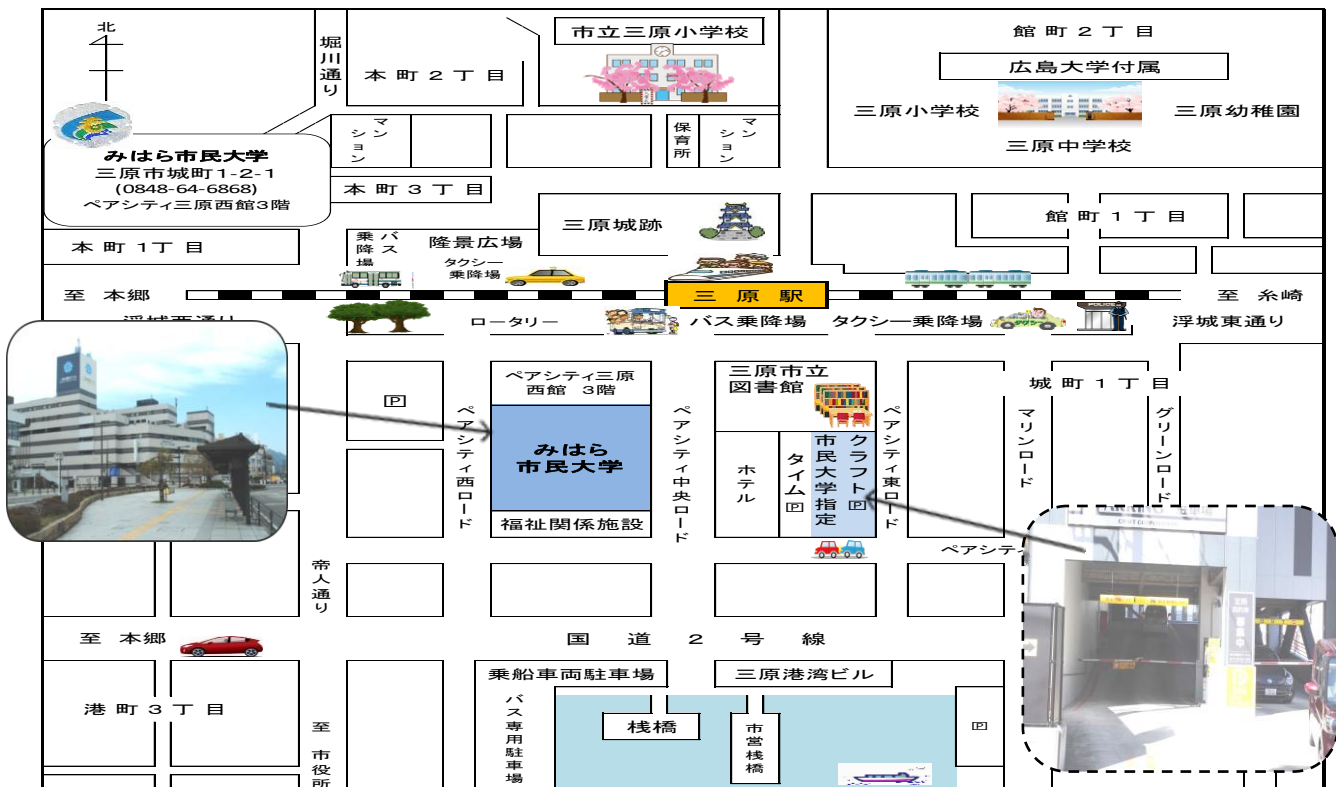 北
堀川通り
本町2丁目
市立三原小学校
館町2丁目
広島大学付属
三原小学校
三原幼稚園
三原中学校
マンション
保育所
マンション
みはら市民大学
三原市城町1-2-1
(0848-64-6868)
ペアシティ三原西館3階
本町3丁目
三原城跡
館町1丁目
本町1丁目
バス乗降場
隆景広場
タクシー
乗降場
至 本郷
三原駅
至 糸崎
浮城西通り
ロータリー
バス乗降場
タクシー乗降場
浮城東通り
P
ペアシティ西ロード
ペアシティ三原
西館 3階
みはら
市民大学
福祉関係施設
ペアシティ中央ロード
三原市立
図書館
ホテル
タイムP
クラフトP
市民大学指定
ペアシティ東ロード
城町1丁目
マリンロード
グリーンロード
ペアシティ
帝人通り
至 本郷
国道2号線
乗船車両駐車場
三原港湾ビル
港町3丁目
バス専用駐車場
桟橋
市営桟橋
P
至 市役所